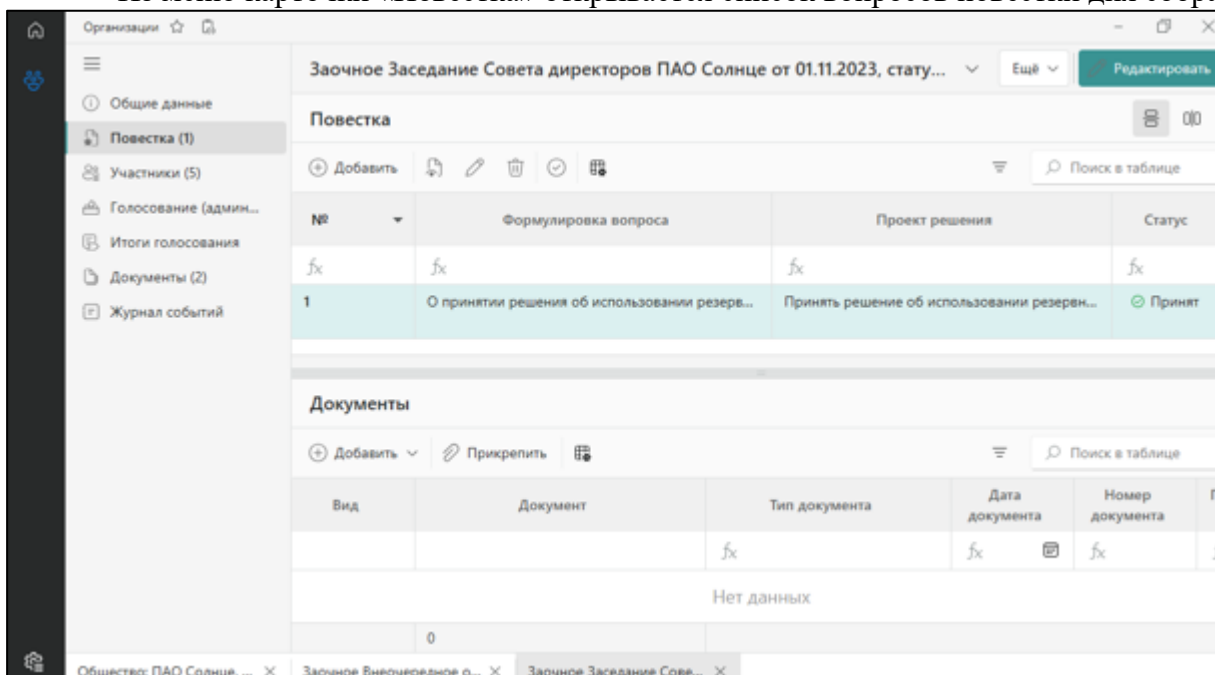 Организации
Заочное Заседание Совета директоров ПАО Солнце от 01.11.2023, стату...
Ещё
Редактировать
Общие данные
Повестка (1)
Участники (5)
Голосование (админ...
Итоги голосования
Документы (2)
Журнал событий
Повестка
Добавить
Поиск в таблице
№ Формулировка вопроса Проект решения Статус
fx fx fx fx
1 О принятии решения об использовании резерв... Принять решение об использовании резервн... Принят
Документы
Добавить Прикрепить
Поиск в таблице
Вид Документ Тип документа Дата документа Номер документа
fx fx fx
Нет данных
0
Общество: ПАО Солнце, ... Заочное Внеочередное о... Заочное Заседание Сове...